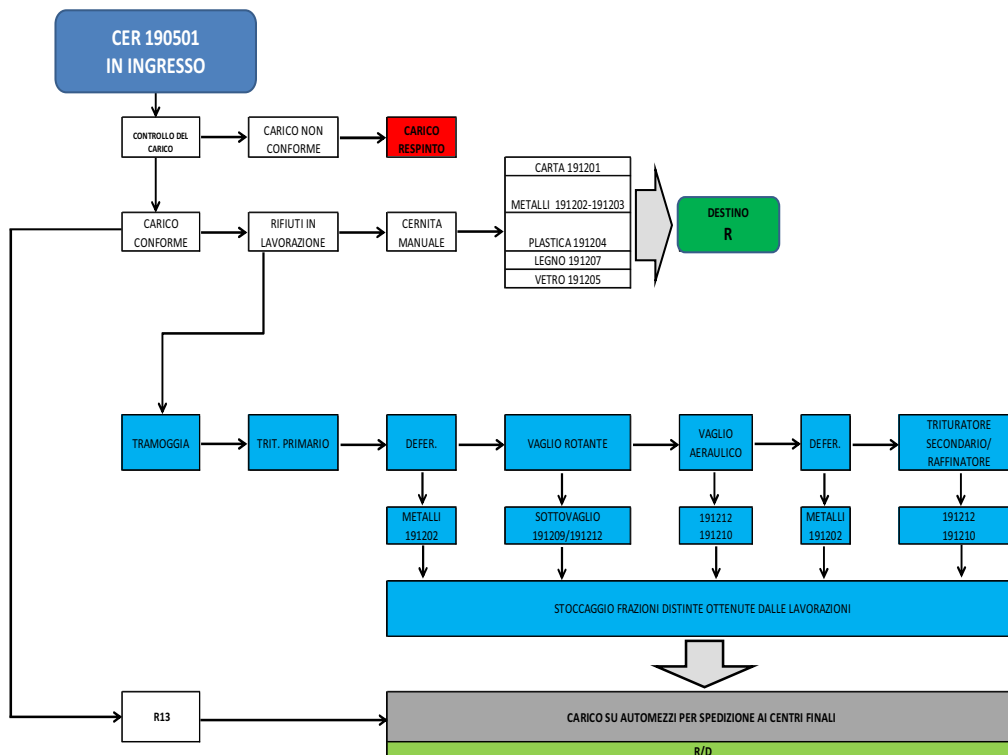 CER 190501
IN INGRESSO
CONTROLLO DEL
CARICO
CARICO NON
CONFORME
CARICO
RESPINTO
CARICO
CONFORME
RIFIUTI IN
LAVORAZIONE
CERNITA
MANUALE
CARTA 191201
METALLI 191202-191203
PLASTICA 191204
LEGNO 191207
VETRO 191205
DESTINO
R
TRAMOGGIA
TRIT. PRIMARIO
DEFER.
VAGLIO ROTANTE
VAGLIO
AERAULICO
DEFER.
TRITURATORE
SECONDARIO/
RAFFINATORE
METALLI
191202
SOTTOVAGLIO
191209/191212
191212
191210
METALLI
191202
191212
191210
STOCCAGGIO FRAZIONI DISTINTE OTTENUTE DALLE LAVORAZIONI
R13
CARICO SU AUTOMEZZI PER SPEDIZIONE AI CENTRI FINALI
R/D